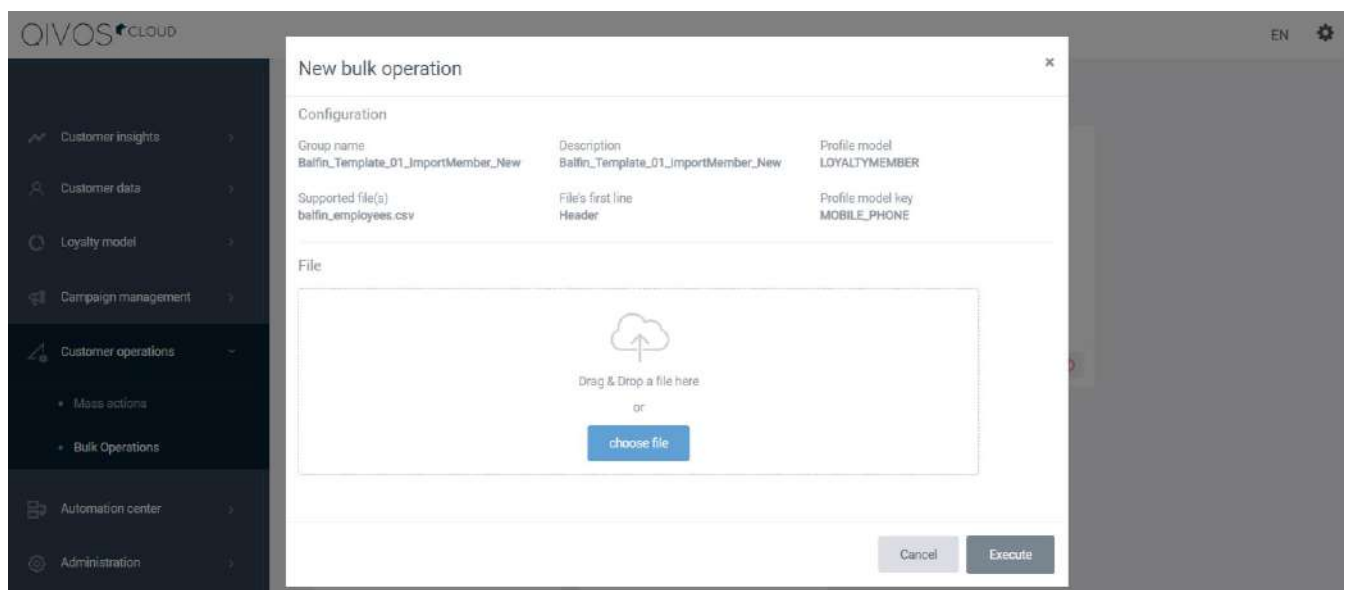 QIVOS CLOUD
EN
New bulk operation
×
Configuration
Group name
Balfin_Template_01_ImportMember_New
Description
Balfin_Template_01_ImportMember_New
Profile model
LOYALTYMEMBER
Supported file(s)
balfin_employees.csv
File's first line
Header
Profile model key
MOBILE_PHONE
File
Drag & Drop a file here
or
choose file
Cancel
Execute
Customer insights
Customer data
Loyalty model
Campaign management
Customer operations
Mass actions
Bulk Operations
Automation center
Administration